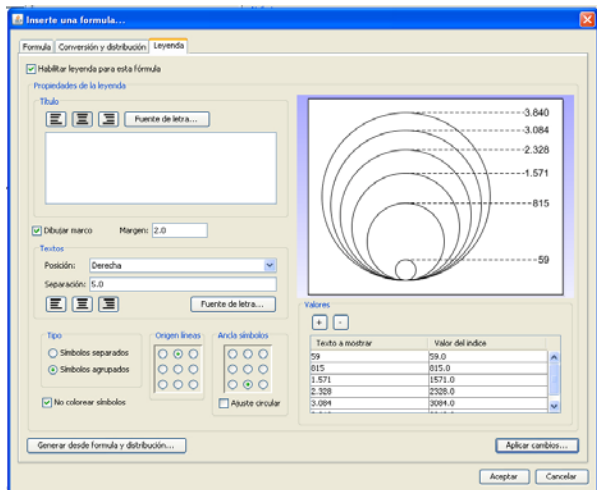 Inserte una formula...
Formula Conversión y distribución Leyenda
Habilitar leyenda para esta fórmula
Propiedades de la leyenda
Título
Fuente de letra...
Dibujar marco Margen: 2.0
Textos
Posición: Derecha
Separación: 5.0
Fuente de letra...
Tipo
Símbolos separados
Símbolos agrupados
No colorear símbolos
Origen líneas
Ancla símbolos
Ajuste circular
3.840
3.084
2.328
1.571
815
59
Valores
+ -
Texto a mostrar Valor del indice
59 59.0
815 815.0
1.571 1571.0
2.328 2328.0
3.084 3084.0
Generar desde formula y distribución... Aplicar cambios...
Aceptar Cancelar